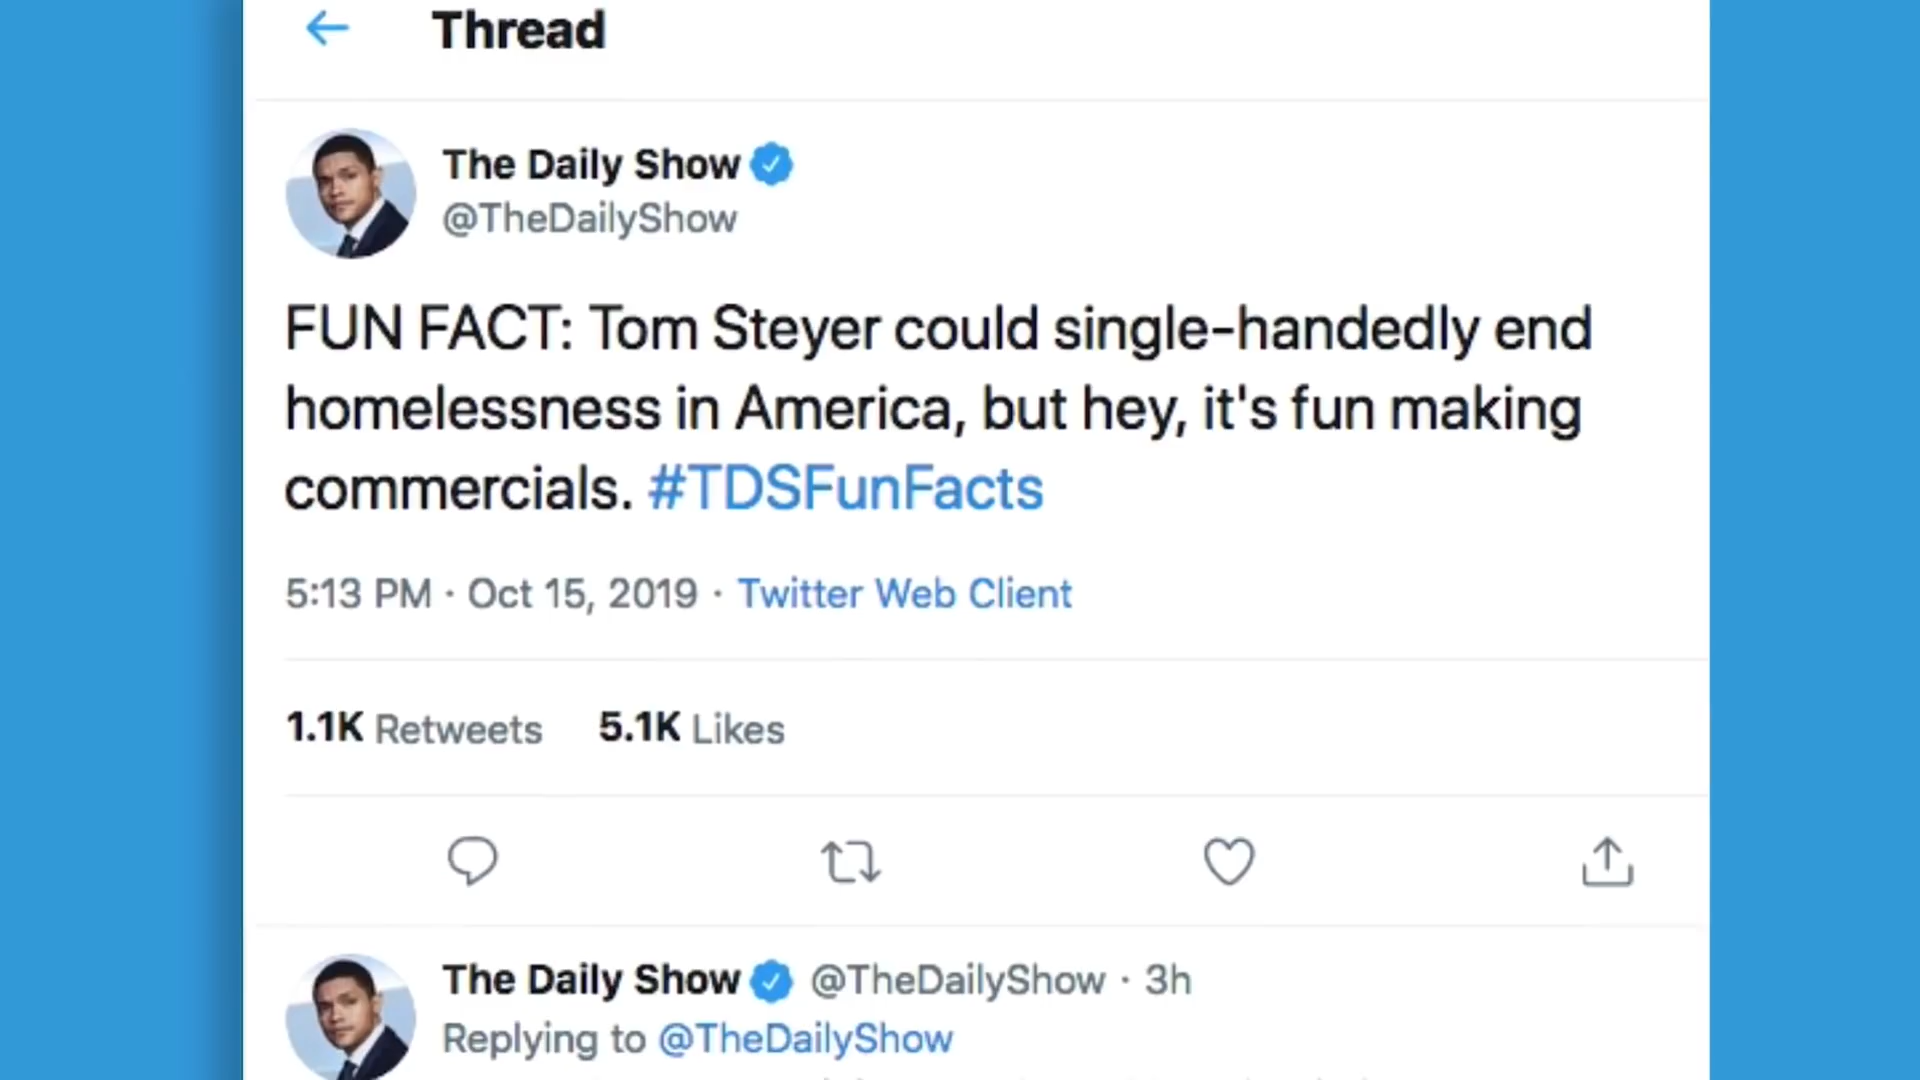 Thread
The Daily Show
@TheDailyShow
FUN FACT: Tom Steyer could single-handedly end
homelessness in America, but hey, it's fun making
commercials. #TDSFunFacts
5:13 PM · Oct 15, 2019 · Twitter Web Client
1.1K Retweets 5.1K Likes
The Daily Show @TheDailyShow · 3h
Replying to @TheDailyShow